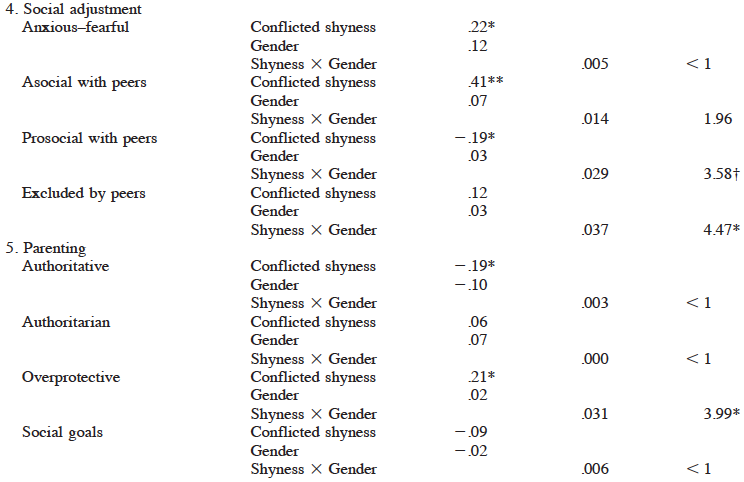 4. Social adjustment
Anxious–fearful Conflicted shyness .22*
Gender .12
Shyness × Gender .005 < 1
Asocial with peers Conflicted shyness .41**
Gender .07
Shyness × Gender .014 1.96
Prosocial with peers Conflicted shyness −.19*
Gender .03
Shyness × Gender .029 3.58†
Excluded by peers Conflicted shyness .12
Gender .03
Shyness × Gender .037 4.47*
5. Parenting
Authoritative Conflicted shyness −.19*
Gender −.10
Shyness × Gender .003 < 1
Authoritarian Conflicted shyness .06
Gender .07
Shyness × Gender .000 < 1
Overprotective Conflicted shyness .21*
Gender .02
Shyness × Gender .031 3.99*
Social goals Conflicted shyness −.09
Gender −.02
Shyness × Gender .006 < 1